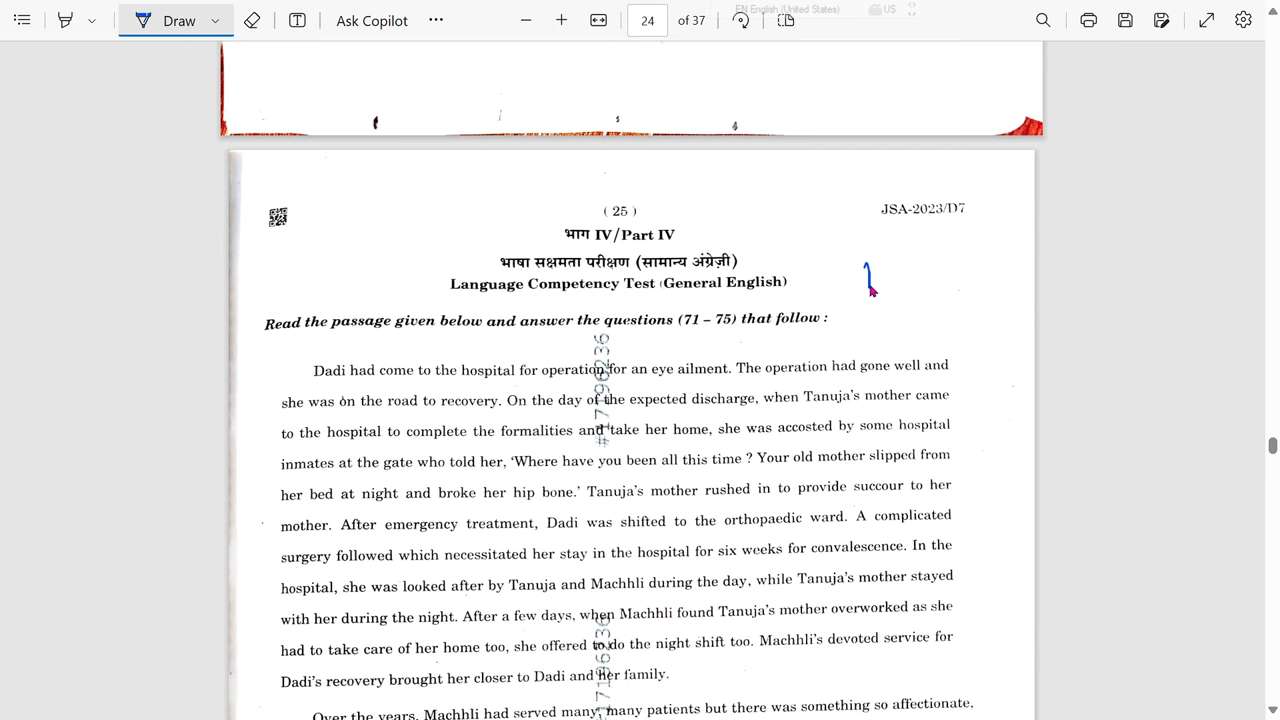 Draw
Ask Copilot
24 of 37
EN English (United States) US
( 25 )
JSA-2023/D7
भाग IV/Part IV
भाषा सक्षमता परीक्षण (सामान्य अंग्रेज़ी)
Language Competency Test (General English)
Read the passage given below and answer the questions (71 – 75) that follow :
Dadi had come to the hospital for operation for an eye ailment. The operation had gone well and
she was on the road to recovery. On the day of the expected discharge, when Tanuja's mother came
to the hospital to complete the formalities and take her home, she was accosted by some hospital
inmates at the gate who told her, 'Where have you been all this time ? Your old mother slipped from
her bed at night and broke her hip bone.' Tanuja's mother rushed in to provide succour to her
mother. After emergency treatment, Dadi was shifted to the orthopaedic ward. A complicated
surgery followed which necessitated her stay in the hospital for six weeks for convalescence. In the
hospital, she was looked after by Tanuja and Machhli during the day, while Tanuja's mother stayed
with her during the night. After a few days, when Machhli found Tanuja's mother overworked as she
had to take care of her home too, she offered to do the night shift too. Machhli's devoted service for
Dadi's recovery brought her closer to Dadi and her family.
Over the years, Machhli had served many, many patients but there was something so affectionate,
#17196236
17196236